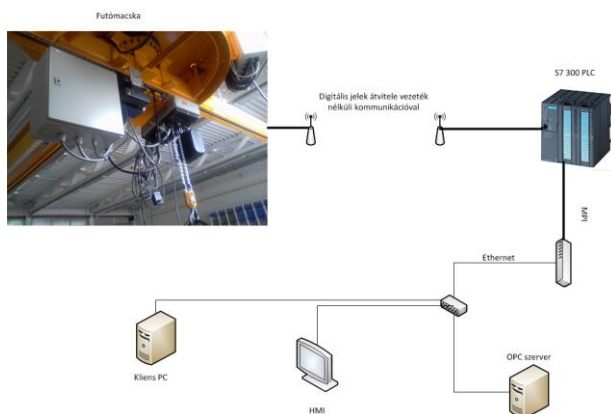 Futómacska
S7 300 PLC
Digitális jelek átvitele vezeték
nélküli kommunikációval
MPI
Ethernet
Kliens PC
HMI
OPC szerver